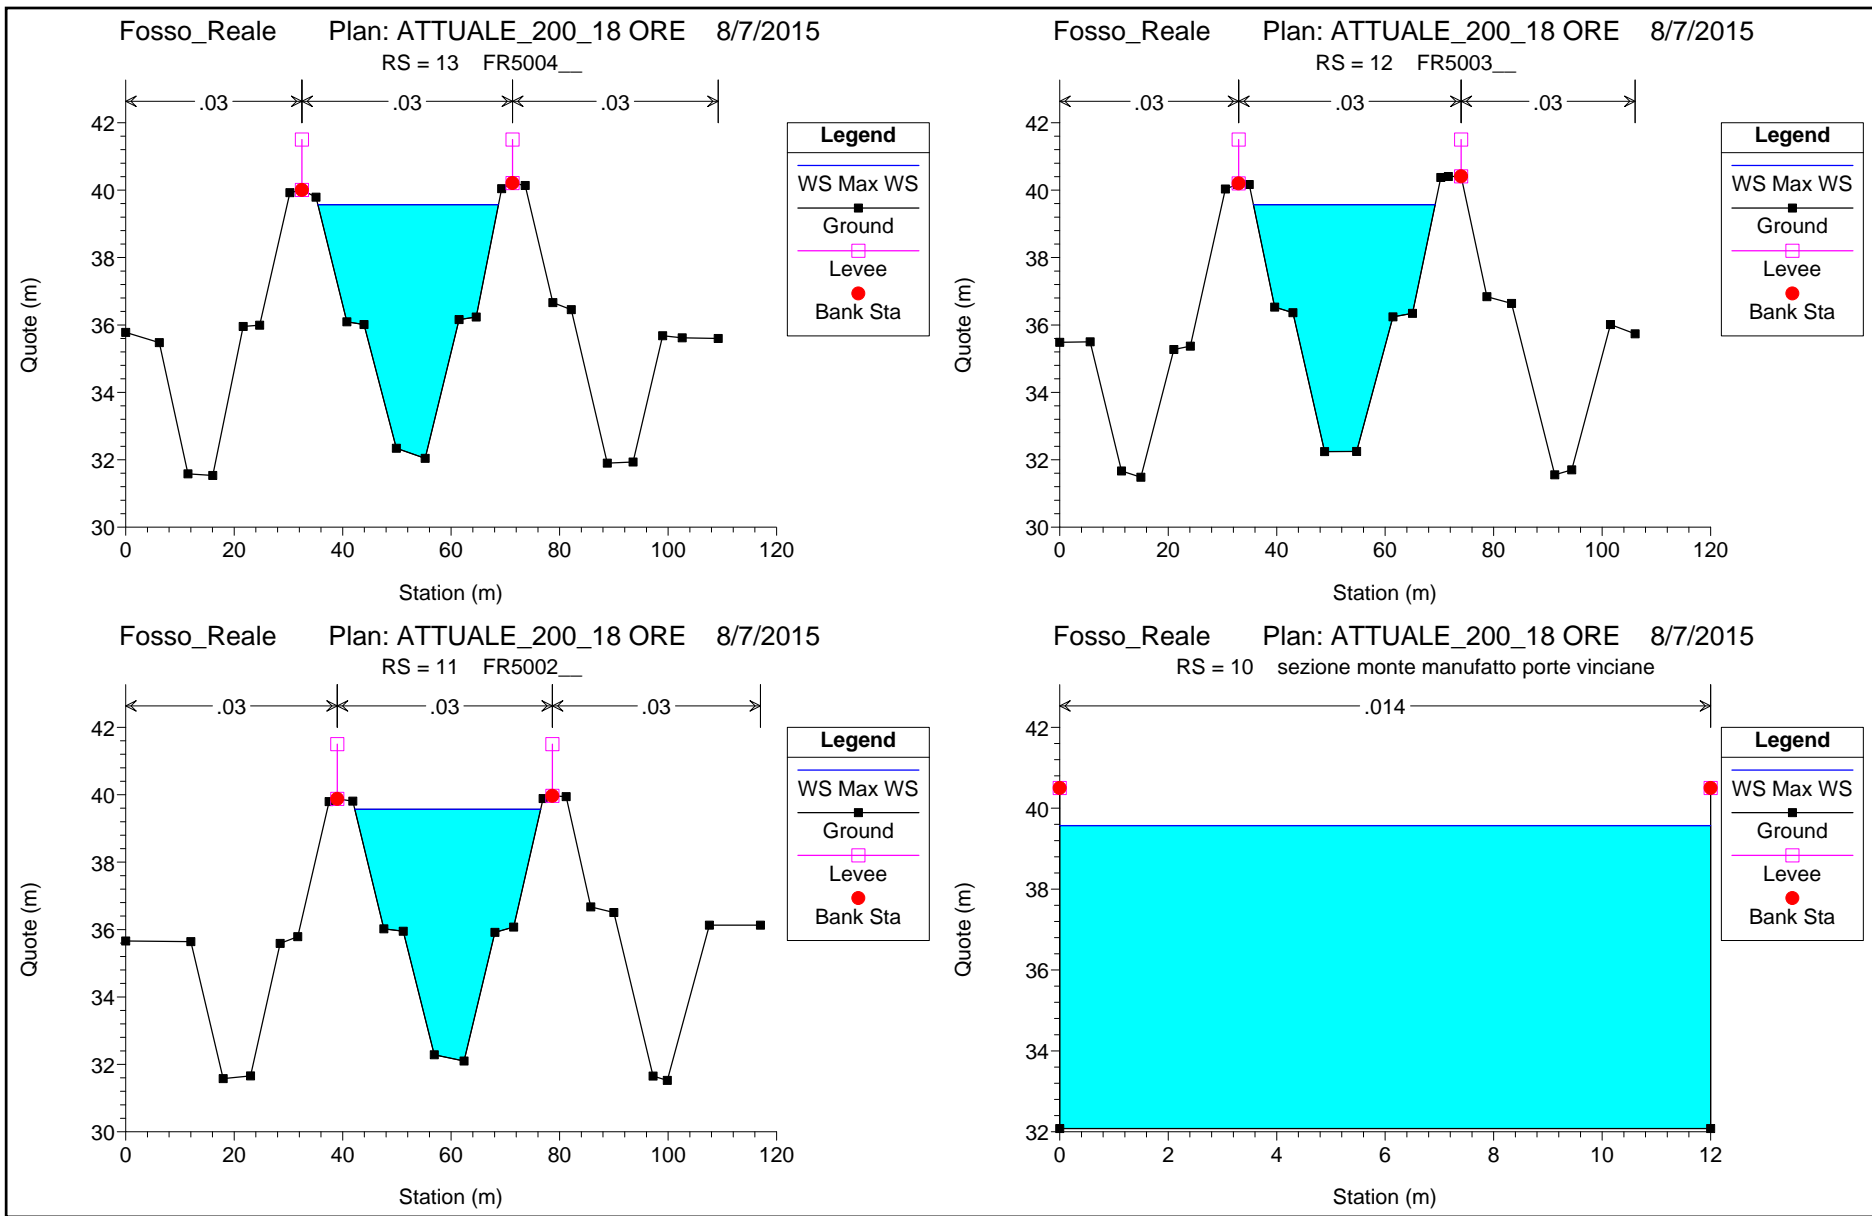 Fosso_Reale Plan: ATTUALE_200_18 ORE 8/7/2015
RS = 13 FR5004__
.03 .03 .03
42
40
38
36
34
32
30
0 20 40 60 80 100 120
Station (m)
Quote (m)
Legend
WS Max WS
Ground
Levee
Bank Sta
Fosso_Reale Plan: ATTUALE_200_18 ORE 8/7/2015
RS = 12 FR5003__
.03 .03 .03
42
40
38
36
34
32
30
0 20 40 60 80 100 120
Station (m)
Quote (m)
Legend
WS Max WS
Ground
Levee
Bank Sta
Fosso_Reale Plan: ATTUALE_200_18 ORE 8/7/2015
RS = 11 FR5002__
.03 .03 .03
42
40
38
36
34
32
30
0 20 40 60 80 100 120
Station (m)
Quote (m)
Legend
WS Max WS
Ground
Levee
Bank Sta
Fosso_Reale Plan: ATTUALE_200_18 ORE 8/7/2015
RS = 10 sezione monte manufatto porte vinciane
.014
42
40
38
36
34
32
0 2 4 6 8 10 12
Station (m)
Quote (m)
Legend
WS Max WS
Ground
Levee
Bank Sta